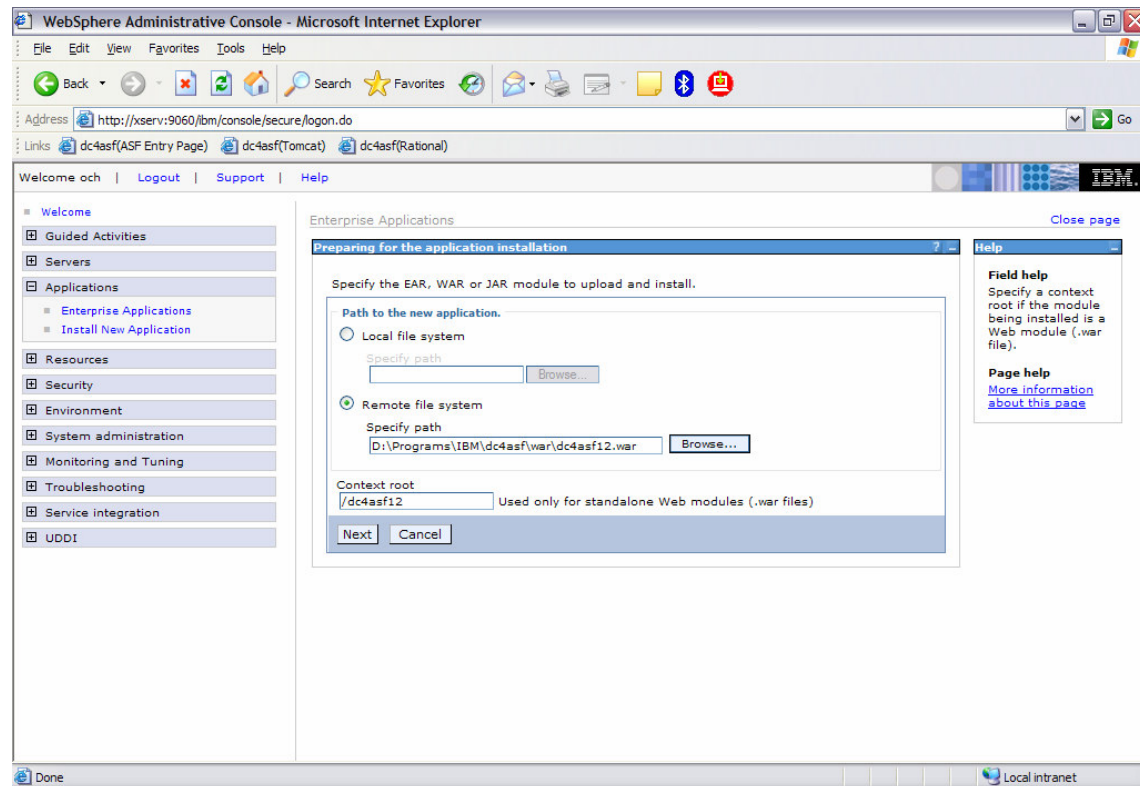 WebSphere Administrative Console - Microsoft Internet Explorer
File Edit View Favorites Tools Help
Back Search Favorites
Address http://xserv:9060/ibm/console/secure/logon.do Go
Links dc4asf(ASF Entry Page) dc4asf(Tomcat) dc4asf(Rational)
Welcome och | Logout | Support | Help IBM.
Welcome
Guided Activities
Servers
Applications
Enterprise Applications
Install New Application
Resources
Security
Environment
System administration
Monitoring and Tuning
Troubleshooting
Service integration
UDDI
Enterprise Applications Close page
Preparing for the application installation ?
Specify the EAR, WAR or JAR module to upload and install.
Path to the new application.
Local file system
Specify path
Browse...
Remote file system
Specify path
D:\Programs\IBM\dc4asf\war\dc4asf12.war Browse...
Context root
/dc4asf12 Used only for standalone Web modules (.war files)
Next Cancel
Help
Field help
Specify a context
root if the module
being installed is a
Web module (.war
file).
Page help
More information
about this page
Done Local intranet